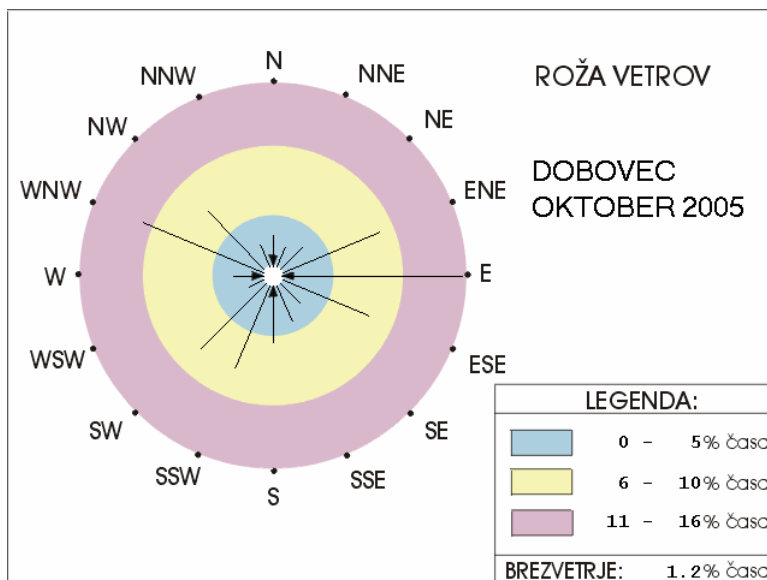 ROŽA VETROV
DOBOVEC
OKTOBER 2005
N
NNE
NE
ENE
E
ESE
SE
SSE
S
SSW
SW
WSW
W
WNW
NW
NNW
LEGENDA:
0 - 5% časa
6 - 10% časa
11 - 16% časa
BREZVETRJE: 1.2% časa